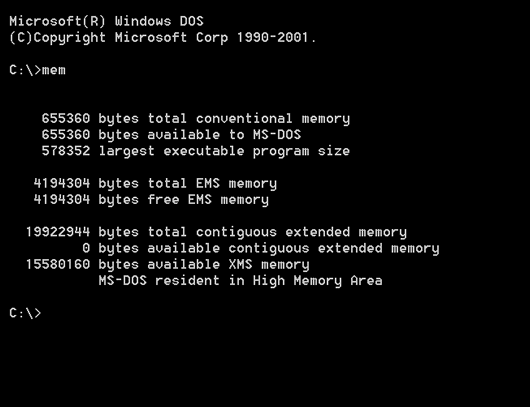 Microsoft(R) Windows DOS
(C)Copyright Microsoft Corp 1990-2001.
C:\>mem
655360 bytes total conventional memory
655360 bytes available to MS-DOS
578352 largest executable program size
4194304 bytes total EMS memory
4194304 bytes free EMS memory
19922944 bytes total contiguous extended memory
0 bytes available contiguous extended memory
15580160 bytes available XMS memory
MS-DOS resident in High Memory Area
C:\>